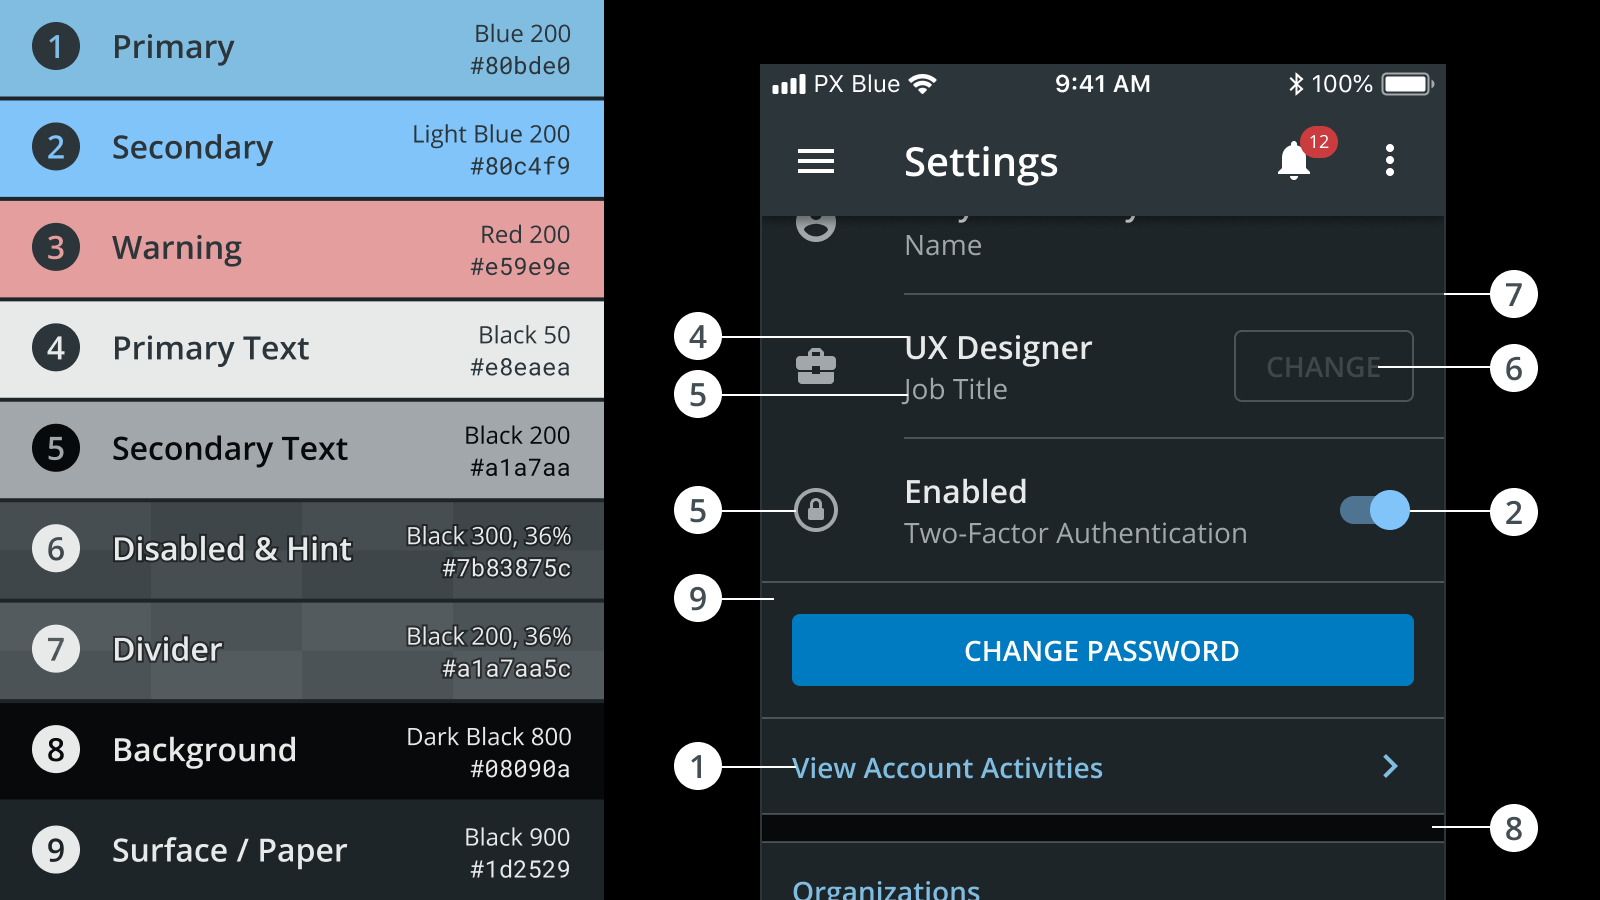 1 Primary Blue 200
#80bde0
2 Secondary Light Blue 200
#80c4f9
3 Warning Red 200
#e59e9e
4 Primary Text Black 50
#e8eaea
5 Secondary Text Black 200
#a1a7aa
6 Disabled & Hint Black 300, 36%
#7b83875c
7 Divider Black 200, 36%
#a1a7aa5c
8 Background Dark Black 800
#08090a
9 Surface / Paper Black 900
#1d2529
PX Blue 9:41 AM 100%
Settings 12
Name
7
4 UX Designer CHANGE 6
5 Job Title
Enabled
5 2
Two-Factor Authentication
9
CHANGE PASSWORD
1 View Account Activities
8
Organizations